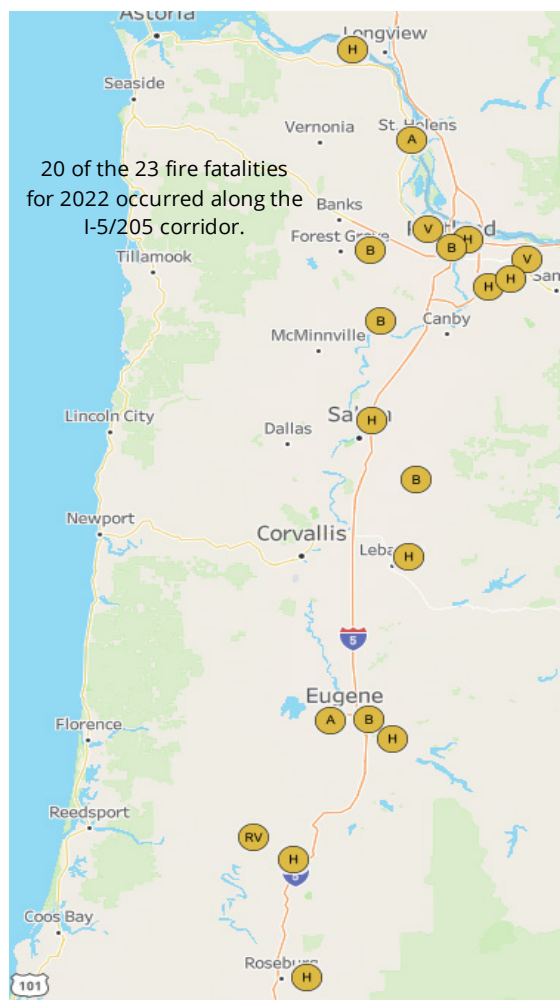 Astoria
Longview
H
Seaside
Vernonia
St. Helens
A
20 of the 23 fire fatalities
for 2022 occurred along the
I-5/205 corridor.
Banks
V
H
Forest Grove
B
B
V
Tillamook
H
H
B
Canby
McMinnville
Lincoln City
H
Dallas
B
Newport
Corvallis
H
5
Eugene
A
B
H
Florence
Reedsport
RV
H
5
Coos Bay
Roseburg
H
101